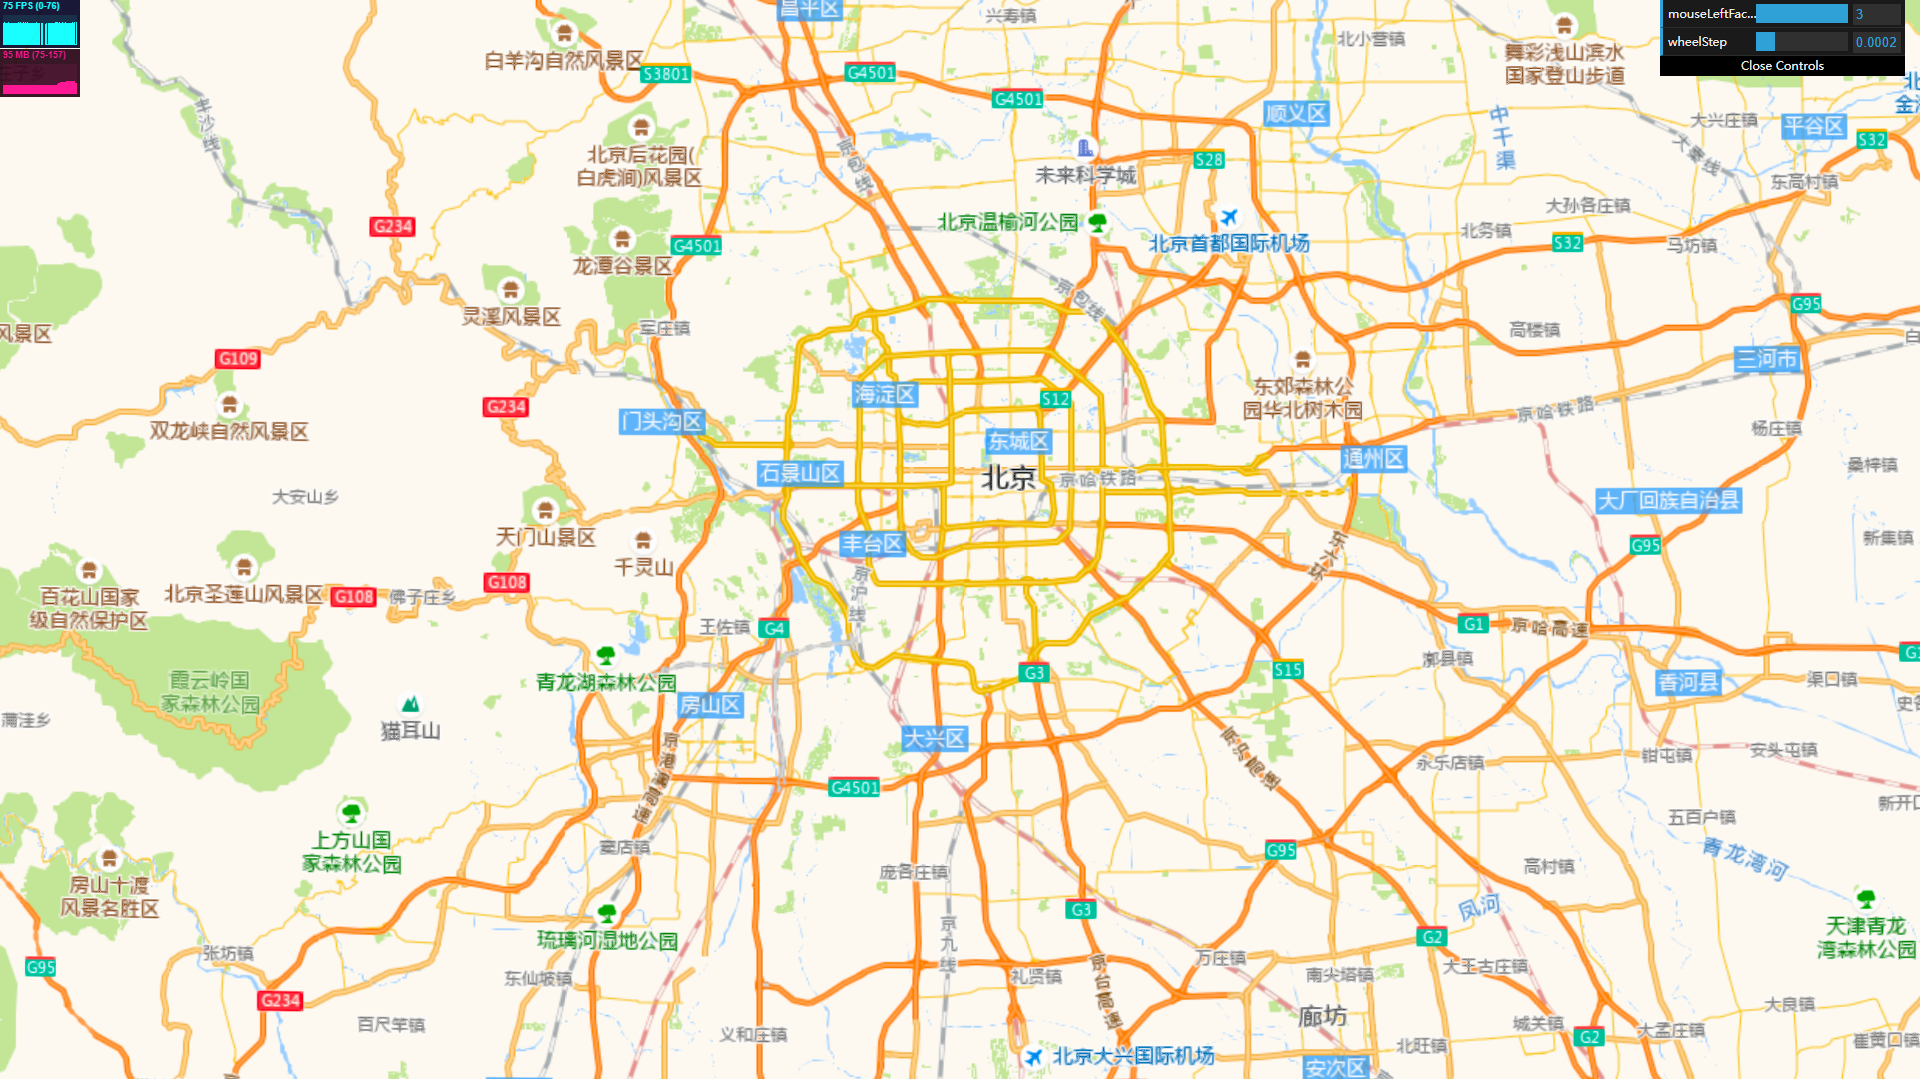 75 FPS (0-76)
95 MB (75-157)
mouseLeftFac...
3
wheelStep
0.0002
Close Controls
昌平区
兴寿镇
北小营镇
白羊沟自然风景区
S3801
G4501
G4501
舞彩浅山滨水
国家登山步道
丰沙线
顺义区
中干渠
大兴庄镇
平谷区
S32
北京后花园(
白虎涧)风景区
京包线
未来科学城
S28
大秦线
东高村镇
G234
北京温榆河公园
北京首都国际机场
大孙各庄镇
北务镇
S32
马坊镇
G4501
龙潭谷景区
灵溪风景区
京包线
G95
风景区
军庄镇
高楼镇
G109
三河市
海淀区
S12
东郊森林公
园华北树木园
G234
京哈铁路
双龙峡自然风景区
门头沟区
东城区
杨庄镇
石景山区
北京
京哈铁路
通州区
桑梓镇
大安山乡
大厂回族自治县
天门山景区
千灵山
丰台区
东六环
G95
新集镇
百花山国家
级自然保护区
北京圣莲山风景区
G108
佛子庄乡
G108
京沪线
王佐镇
G4
G1
京哈高速
漷县镇
青龙湖森林公园
G3
S15
霞云岭国
家森林公园
香河县
渠口镇
猫耳山
房山区
大兴区
京港澳高速
京沪高速
永乐店镇
钳屯镇
安头屯镇
G4501
新开口
上方山国
家森林公园
窦店镇
五百户镇
G95
青龙湾河
房山十渡
风景名胜区
庞各庄镇
高村镇
G3
凤河
琉璃河湿地公园
京九线
G2
天津青龙
湾森林公园
张坊镇
G95
东仙坡镇
礼贤镇
京台高速
万庄镇
南尖塔镇
大王古庄镇
G234
百尺竿镇
义和庄镇
廊坊
城关镇
G2
大孟庄镇
大良镇
北旺镇
崔黄口镇
北京大兴国际机场
安次区